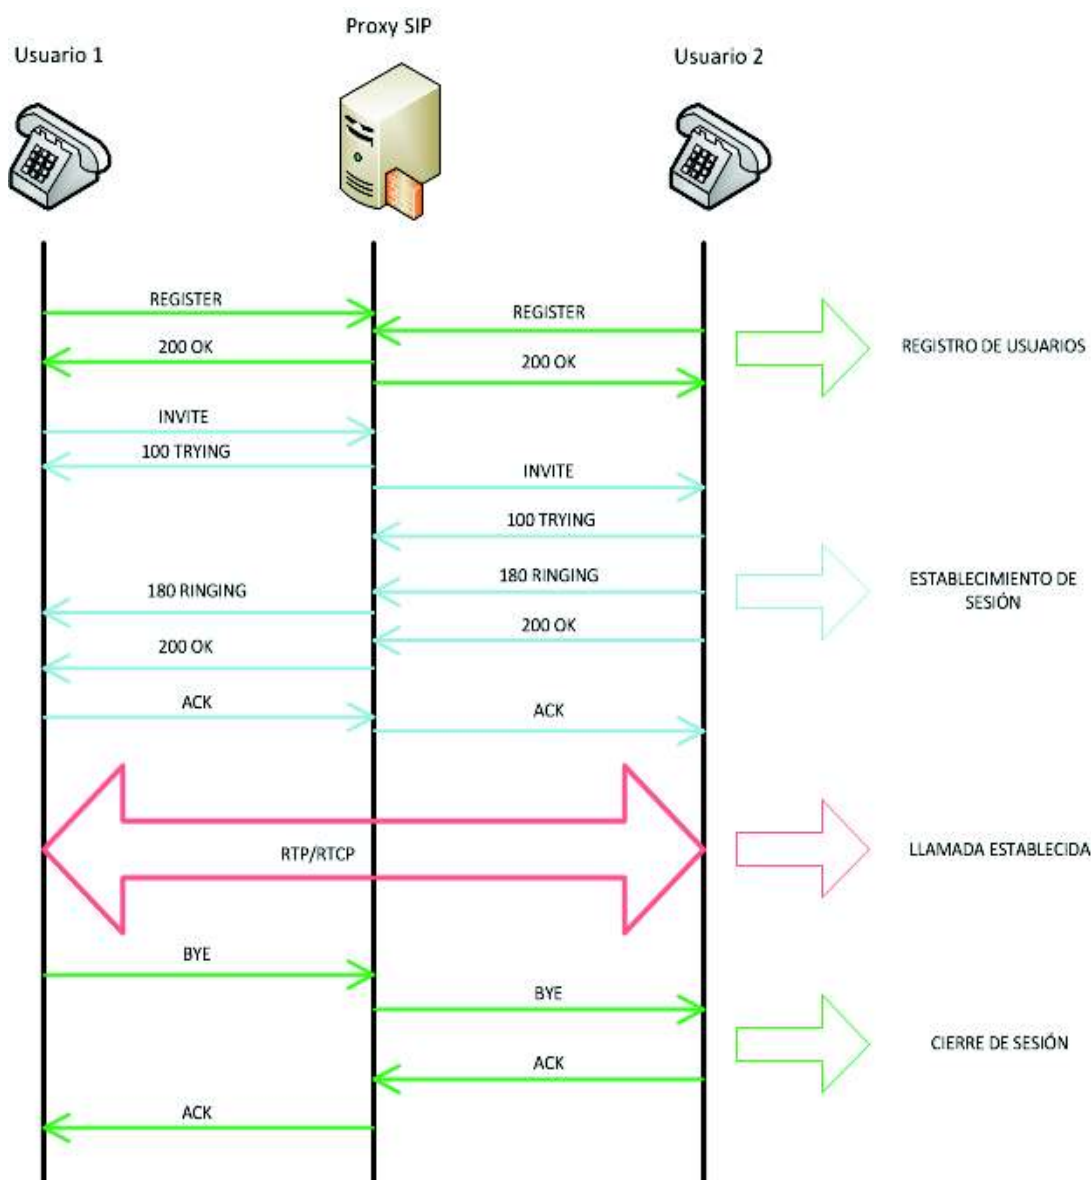 Proxy SIP
Usuario 1
Usuario 2
REGISTER
REGISTER
200 OK
200 OK
REGISTRO DE USUARIOS
INVITE
100 TRYING
INVITE
100 TRYING
180 RINGING
180 RINGING
200 OK
200 OK
ACK
ACK
ESTABLECIMIENTO DE
SESIÓN
RTP/RTCP
LLAMADA ESTABLECIDA
BYE
BYE
ACK
ACK
CIERRE DE SESIÓN